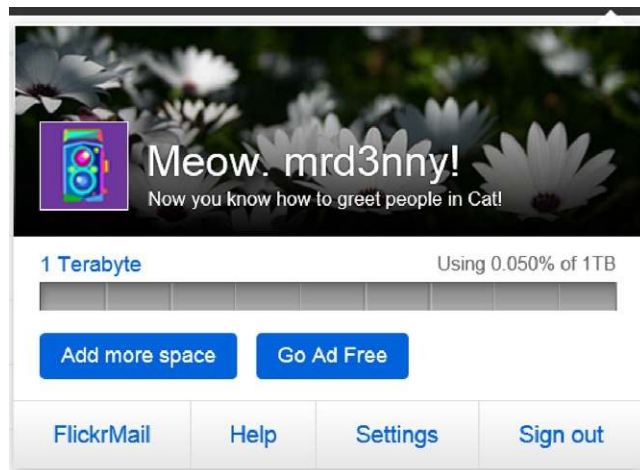 Meow. mrd3nny!
Now you know how to greet people in Cat!
1 Terabyte Using 0.050% of 1TB
Add more space Go Ad Free
FlickrMail Help Settings Sign out